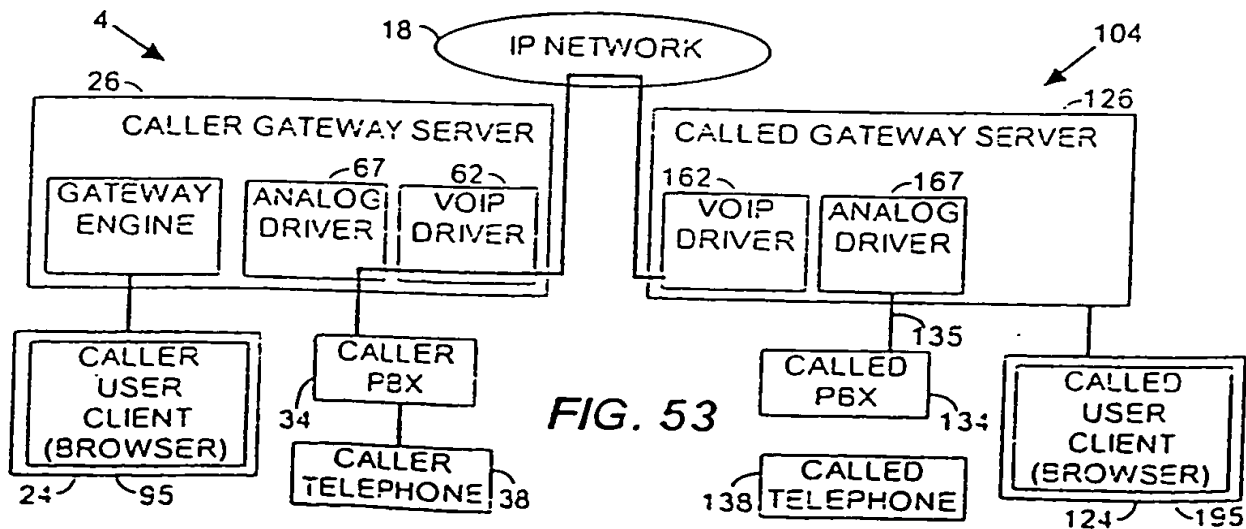 4
18
IP NETWORK
104
26
126
CALLER GATEWAY SERVER
CALLED GATEWAY SERVER
GATEWAY
ENGINE
67
ANALOG
DRIVER
62
VOIP
DRIVER
162
VOIP
DRIVER
167
ANALOG
DRIVER
CALLER
USER
CLIENT
(BROWSER)
24
95
CALLER
PBX
34
CALLER
TELEPHONE
38
FIG. 53
135
CALLED
PBX
134
CALLED
TELEPHONE
138
CALLED
USER
CLIENT
(BROWSER)
124
195